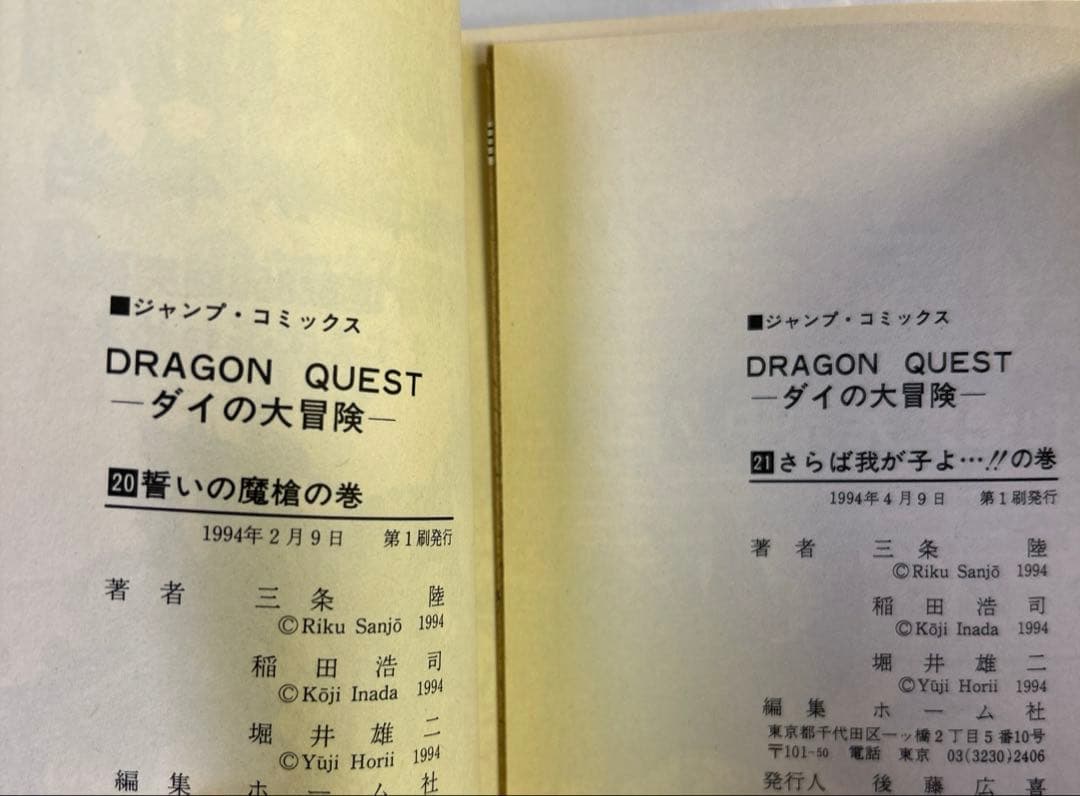 ■ジャンプ・コミックス
DRAGON QUEST
―ダイの大冒険―
20 誓いの魔槍の巻
1994年2月9日 第1刷発行
著者 三条 陸
©Riku Sanjō 1994
稲田浩司
©Kōji Inada 1994
堀井雄二
©Yūji Horii 1994
編集 ホーム社
■ジャンプ・コミックス
DRAGON QUEST
―ダイの大冒険―
21 さらば我が子よ…!!の巻
1994年4月9日 第1刷発行
著者 三条 陸
©Riku Sanjō 1994
稲田浩司
©Kōji Inada 1994
堀井雄二
©Yūji Horii 1994
編集 ホーム社
東京都千代田区一ッ橋2丁目5番10号
〒101-50 電話 東京 03(3230)2406
発行人 後藤広喜